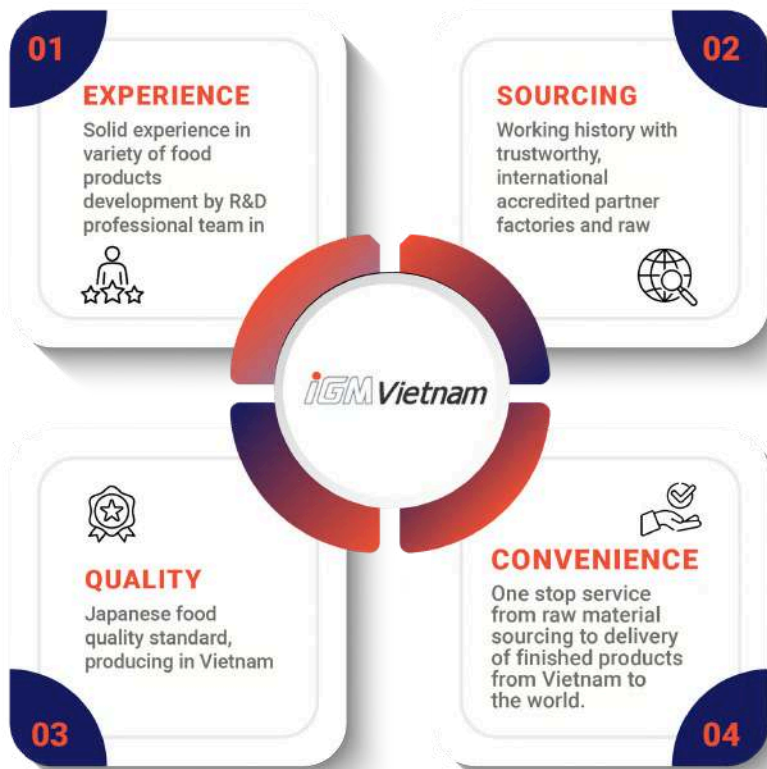 01
EXPERIENCE
Solid experience in
variety of food
products
development by R&D
professional team in
02
SOURCING
Working history with
trustworthy,
international
accredited partner
factories and raw
iGM Vietnam
QUALITY
Japanese food
quality standard,
producing in Vietnam
03
CONVENIENCE
One stop service
from raw material
sourcing to delivery
of finished products
from Vietnam to
the world.
04